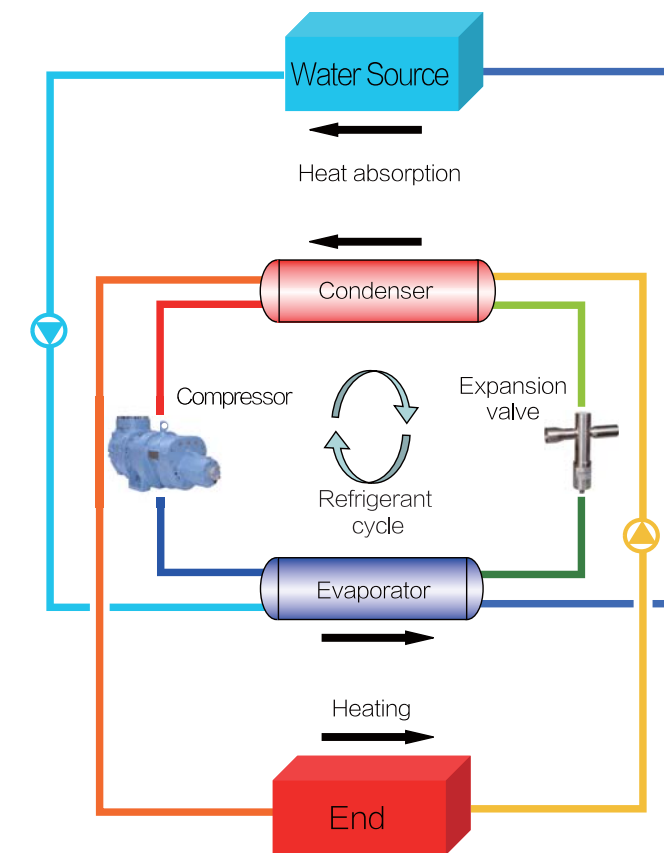 Water Source
Heat absorption
Condenser
Compressor
Expansion
valve
Refrigerant
cycle
Evaporator
Heating
End